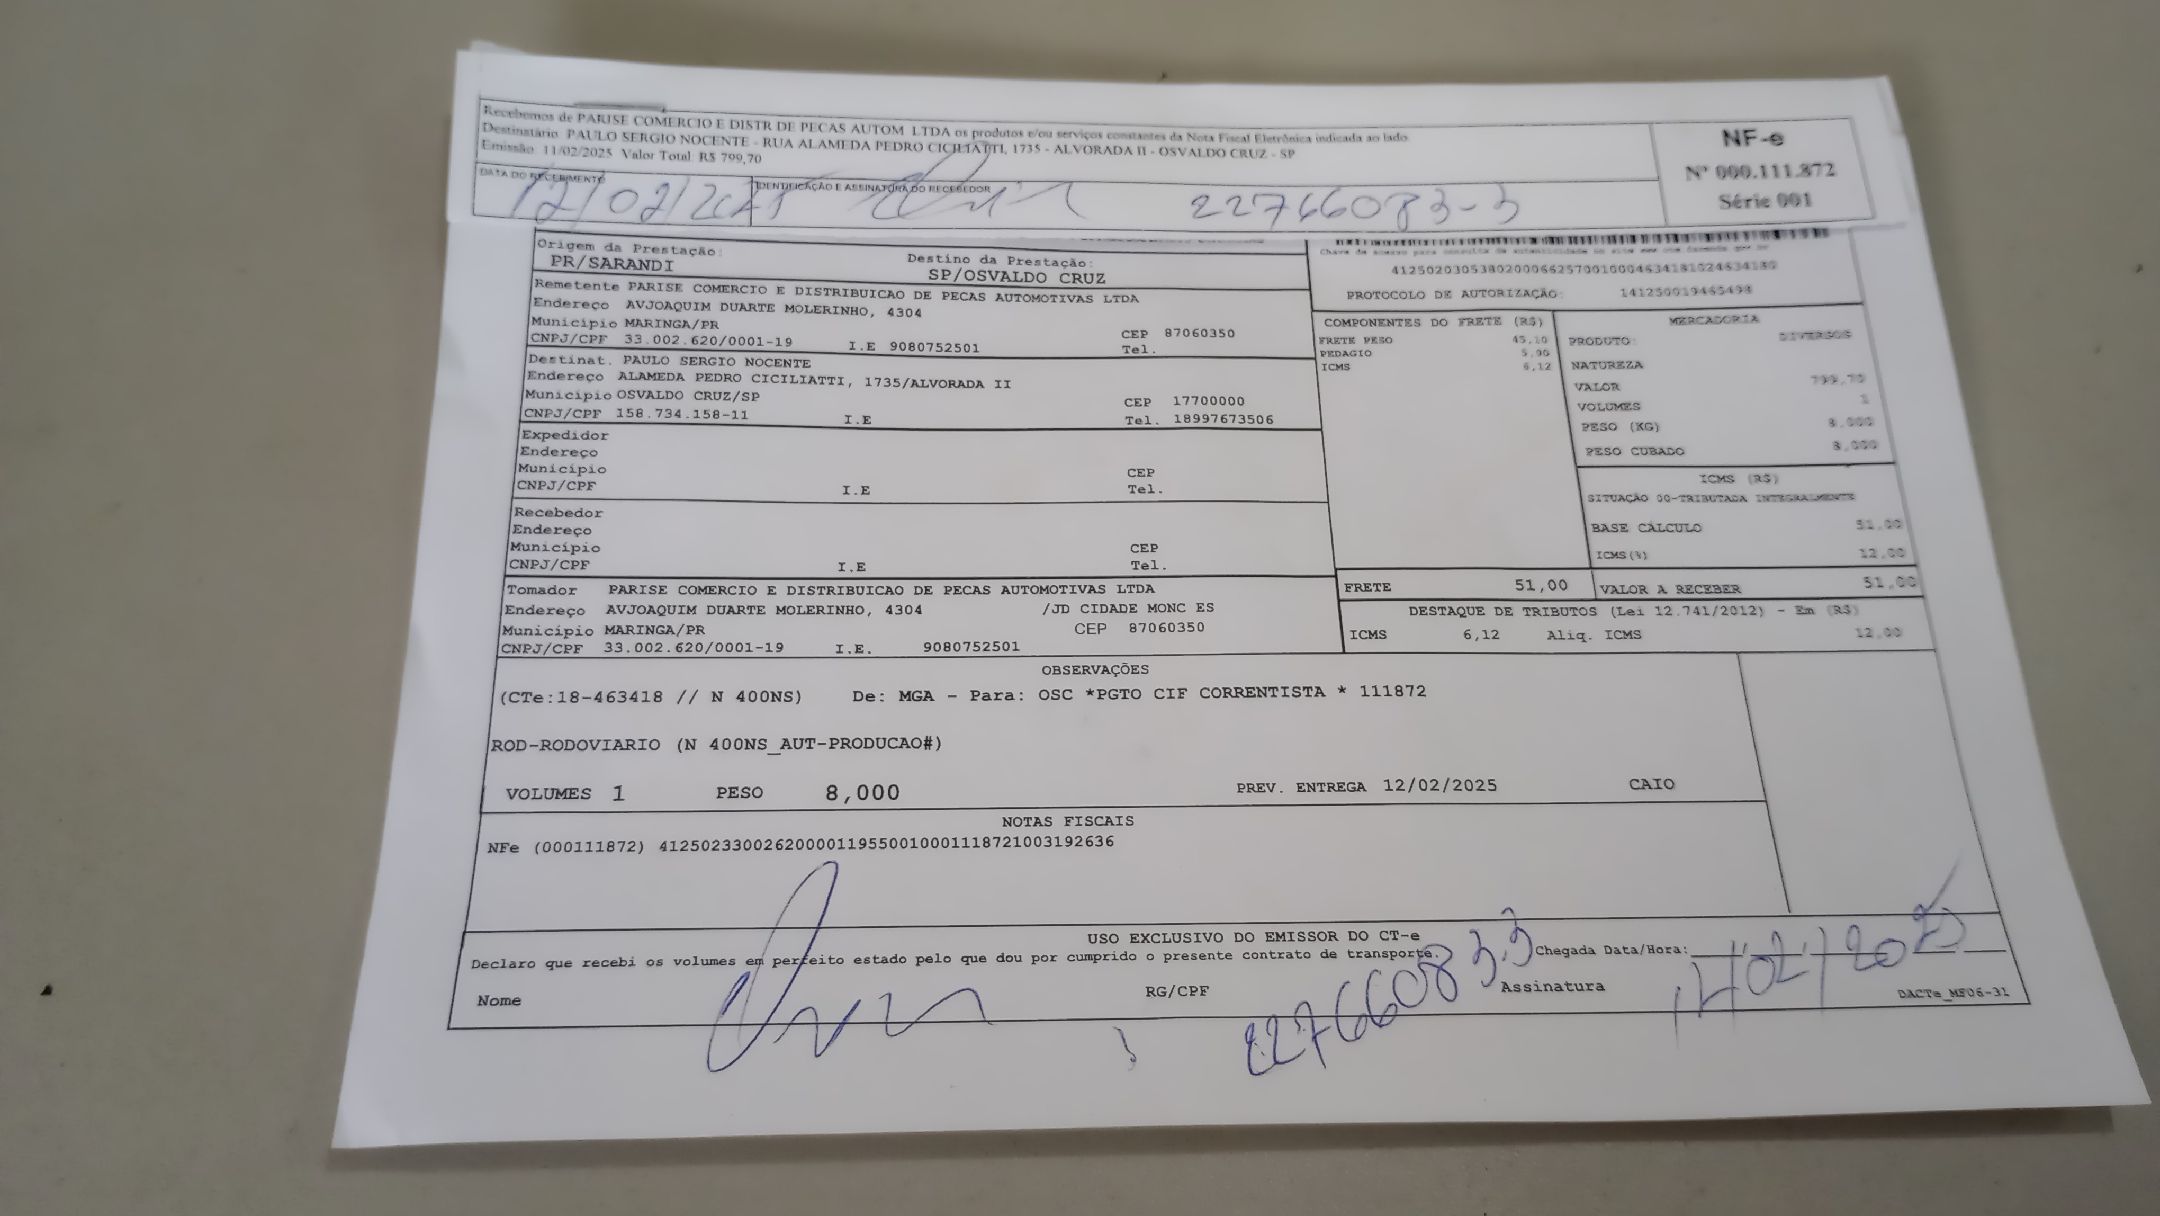 Recebemos de PARISE COMERCIO E DISTR DE PECAS AUTOM LTDA os produtos e/ou serviços constantes da Nota Fiscal Eletrônica indicada ao lado
Destinatário PAULO SERGIO NOCENTE - RUA ALAMEDA PEDRO CICILIATTI, 1735 - ALVORADA II - OSVALDO CRUZ - SP
Emissão 11/02/2025 Valor Total R$ 799,70
NF-e
Nº 000.111.872
Série 001
DATA DO RECEBIMENTO
IDENTIFICAÇÃO E ASSINATURA DO RECEBEDOR
12/02/2025
22766083-3
Origem da Prestação:
PR/SARANDI
Destino da Prestação:
SP/OSVALDO CRUZ
PROTOCOLO DE AUTORIZAÇÃO: 141250019465498
Remetente PARISE COMERCIO E DISTRIBUICAO DE PECAS AUTOMOTIVAS LTDA
Endereço AVJOAQUIM DUARTE MOLERINHO, 4304
Município MARINGA/PR CEP 87060350
CNPJ/CPF 33.002.620/0001-19 I.E 9080752501 Tel.
Destinat. PAULO SERGIO NOCENTE
Endereço ALAMEDA PEDRO CICILIATTI, 1735/ALVORADA II
Município OSVALDO CRUZ/SP CEP 17700000
CNPJ/CPF 158.734.158-11 I.E Tel. 18997673506
Expedidor
Endereço
Município CEP
CNPJ/CPF I.E Tel.
Recebedor
Endereço
Município CEP
CNPJ/CPF I.E Tel.
Tomador PARISE COMERCIO E DISTRIBUICAO DE PECAS AUTOMOTIVAS LTDA
Endereço AVJOAQUIM DUARTE MOLERINHO, 4304 /JD CIDADE MONC ES
Município MARINGA/PR CEP 87060350
CNPJ/CPF 33.002.620/0001-19 I.E. 9080752501
COMPONENTES DO FRETE (R$)
FRETE PESO
PEDAGIO
ICMS 6,12
MERCADORIA
PRODUTO: DIVERSOS
NATUREZA
VALOR 799,70
VOLUMES 1
PESO (KG) 8,000
PESO CUBADO 8,000
ICMS (R$)
SITUAÇÃO 00-TRIBUTADA INTEGRALMENTE
BASE CALCULO 51,00
ICMS(%) 12,00
FRETE 51,00 VALOR A RECEBER 51,00
DESTAQUE DE TRIBUTOS (Lei 12.741/2012) - Em (R$)
ICMS 6,12 Aliq. ICMS 12,00
OBSERVAÇÕES
(CTe:18-463418 // N 400NS) De: MGA - Para: OSC *PGTO CIF CORRENTISTA * 111872
ROD-RODOVIARIO (N 400NS_AUT-PRODUCAO#)
VOLUMES 1 PESO 8,000 PREV. ENTREGA 12/02/2025 CAIO
NOTAS FISCAIS
NFe (000111872) 41250233002620000119550010001118721003192636
USO EXCLUSIVO DO EMISSOR DO CT-e
Declaro que recebi os volumes em perfeito estado pelo que dou por cumprido o presente contrato de transporte. Chegada Data/Hora:
Nome RG/CPF 22766083-3 Assinatura
DACTe_MF06-31